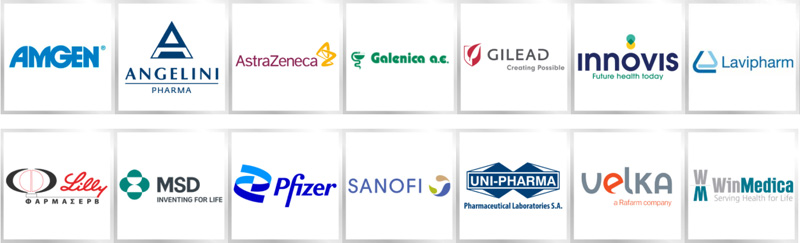 AMGEN®
ANGELINI
PHARMA
AstraZeneca
Galenica a.e.
GILEAD
Creating Possible
INNOVIS
Future health today
Lavipharm
Lilly
ΦΑΡΜΑΣΕΡΒ
MSD
INVENTING FOR LIFE
Pfizer
SANOFI
UNI-PHARMA
Pharmaceutical Laboratories S.A.
velka
a Rafarm company
WM
WinMedica
Serving Health for Life